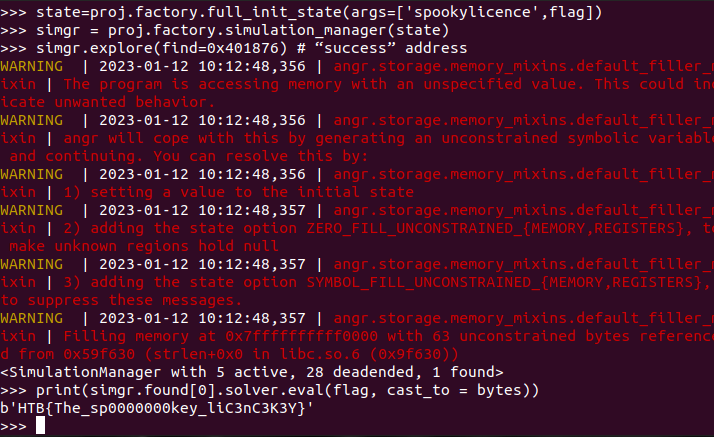 >>> state=proj.factory.full_init_state(args=['spookylicence',flag])
>>> simgr = proj.factory.simulation_manager(state)
>>> simgr.explore(find=0x401876) # “success” address
WARNING  | 2023-01-12 10:12:48,356 | angr.storage.memory_mixins.default_filler_m
ixin | The program is accessing memory with an unspecified value. This could ind
icate unwanted behavior.
WARNING  | 2023-01-12 10:12:48,356 | angr.storage.memory_mixins.default_filler_m
ixin | angr will cope with this by generating an unconstrained symbolic variable
 and continuing. You can resolve this by:
WARNING  | 2023-01-12 10:12:48,356 | angr.storage.memory_mixins.default_filler_m
ixin | 1) setting a value to the initial state
WARNING  | 2023-01-12 10:12:48,357 | angr.storage.memory_mixins.default_filler_m
ixin | 2) adding the state option ZERO_FILL_UNCONSTRAINED_{MEMORY,REGISTERS}, to
 make unknown regions hold null
WARNING  | 2023-01-12 10:12:48,357 | angr.storage.memory_mixins.default_filler_m
ixin | 3) adding the state option SYMBOL_FILL_UNCONSTRAINED_{MEMORY,REGISTERS},
to suppress these messages.
WARNING  | 2023-01-12 10:12:48,357 | angr.storage.memory_mixins.default_filler_m
ixin | Filling memory at 0x7ffffffffff0000 with 63 unconstrained bytes reference
d from 0x59f630 (strlen+0x0 in libc.so.6 (0x9f630))
<SimulationManager with 5 active, 28 deadended, 1 found>
>>> print(simgr.found[0].solver.eval(flag, cast_to = bytes))
b'HTB{The_sp0000000key_liC3nC3K3Y}'
>>>